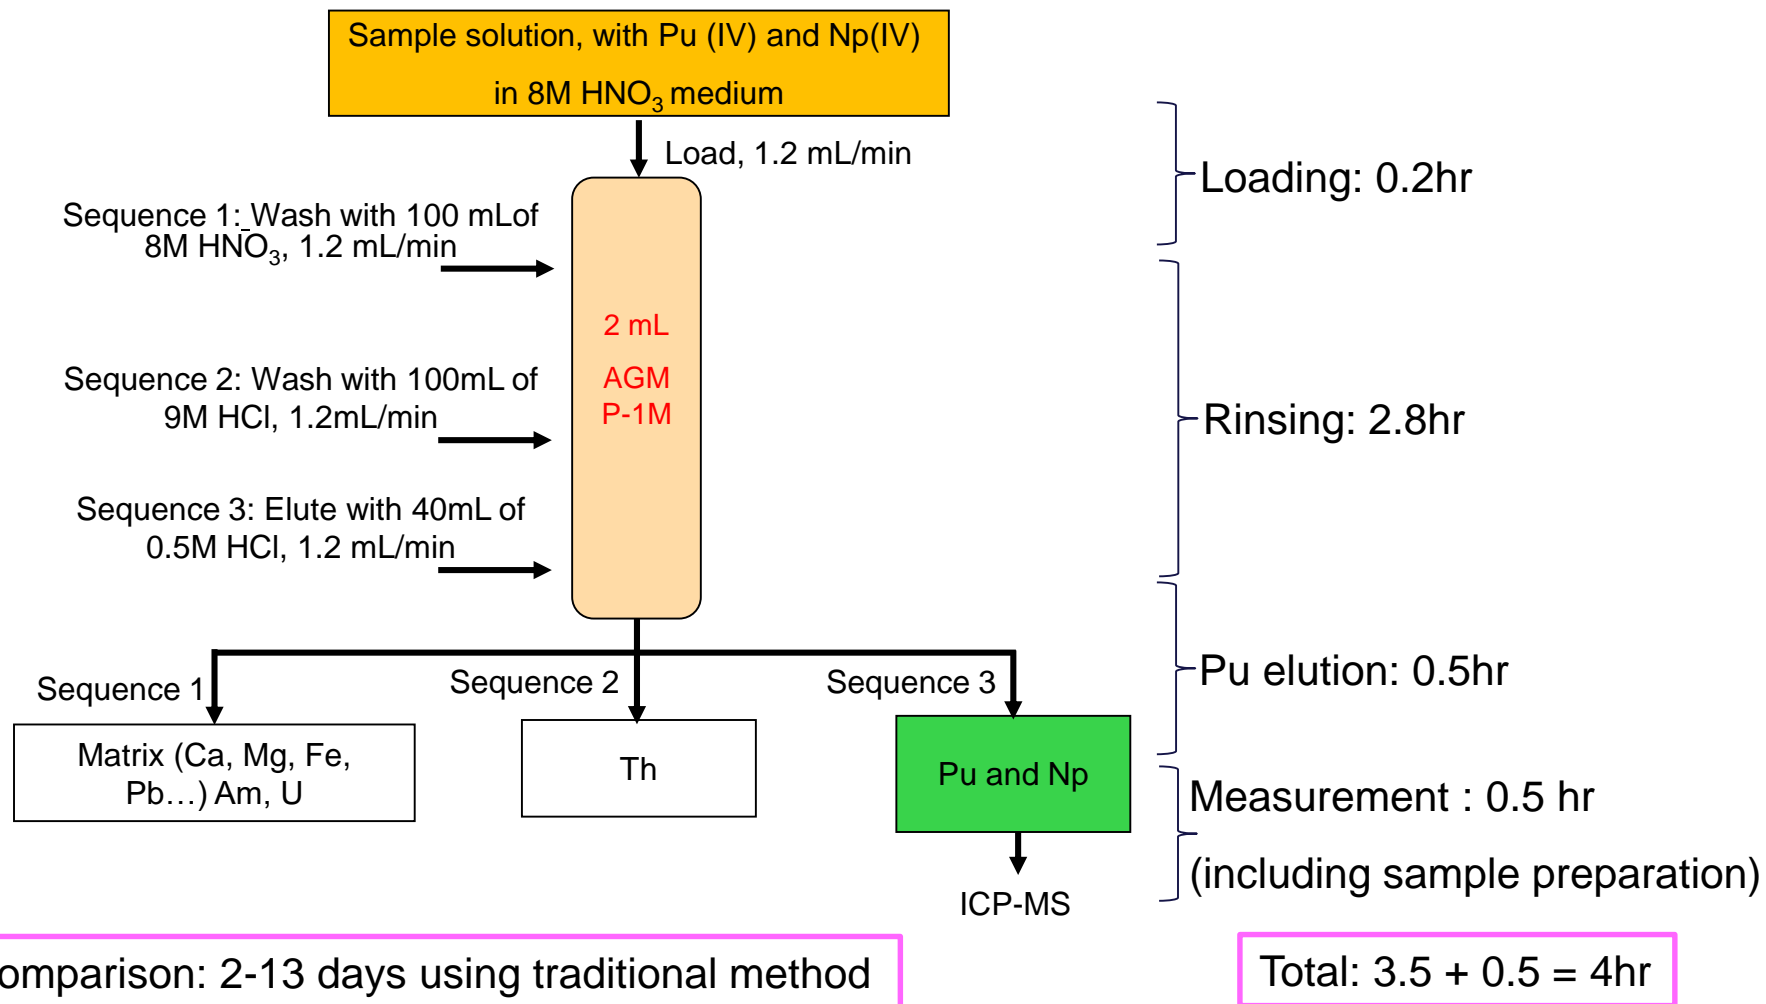 Sample solution, with Pu (IV) and Np(IV)
in 8M HNO₃ medium
Load, 1.2 mL/min
Sequence 1: Wash with 100 mLof
8M HNO₃, 1.2 mL/min
2 mL
AGM
P-1M
Sequence 2: Wash with 100mL of
9M HCl, 1.2mL/min
Sequence 3: Elute with 40mL of
0.5M HCl, 1.2 mL/min
Sequence 1
Sequence 2
Sequence 3
Matrix (Ca, Mg, Fe,
Pb…) Am, U
Th
Pu and Np
ICP-MS
Loading: 0.2hr
Rinsing: 2.8hr
Pu elution: 0.5hr
Measurement : 0.5 hr
(including sample preparation)
omparison: 2-13 days using traditional method
Total: 3.5 + 0.5 = 4hr